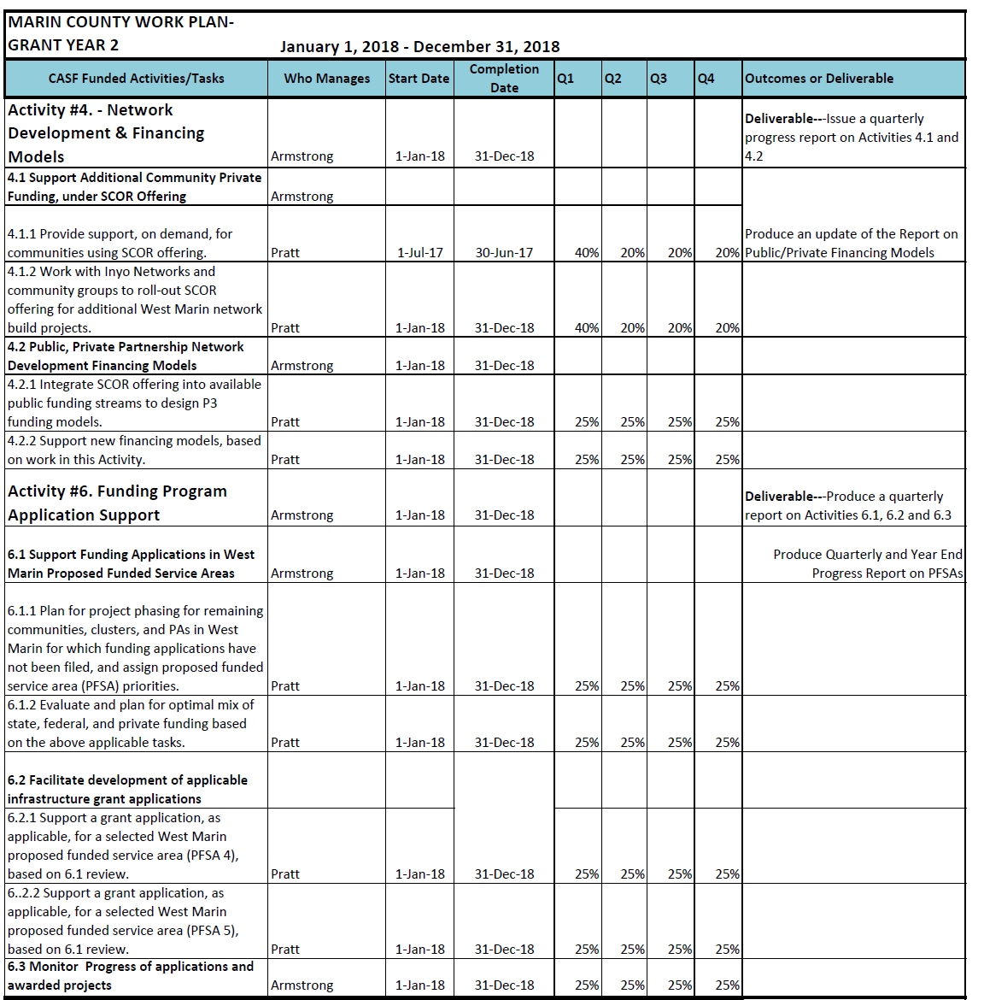 MARIN COUNTY WORK PLAN-
GRANT YEAR 2
January 1, 2018 - December 31, 2018
CASF Funded Activities/Tasks Who Manages Start Date Completion Date Q1 Q2 Q3 Q4 Outcomes or Deliverable
Activity #4. - Network
Development & Financing
Models Armstrong 1-Jan-18 31-Dec-18
Deliverable---Issue a quarterly
progress report on Activities 4.1 and
4.2
4.1 Support Additional Community Private
Funding, under SCOR Offering Armstrong
4.1.1 Provide support, on demand, for
communities using SCOR offering. Pratt 1-Jul-17 30-Jun-17 40% 20% 20% 20%
Produce an update of the Report on
Public/Private Financing Models
4.1.2 Work with Inyo Networks and
community groups to roll-out SCOR
offering for additional West Marin network
build projects. Pratt 1-Jan-18 31-Dec-18 40% 20% 20% 20%
4.2 Public, Private Partnership Network
Development Financing Models Armstrong 1-Jan-18 31-Dec-18
4.2.1 Integrate SCOR offering into available
public funding streams to design P3
funding models. Pratt 1-Jan-18 31-Dec-18 25% 25% 25% 25%
4.2.2 Support new financing models, based
on work in this Activity. Pratt 1-Jan-18 31-Dec-18 25% 25% 25% 25%
Activity #6. Funding Program
Application Support Armstrong 1-Jan-18 31-Dec-18
Deliverable---Produce a quarterly
report on Activities 6.1, 6.2 and 6.3
6.1 Support Funding Applications in West
Marin Proposed Funded Service Areas Armstrong 1-Jan-18 31-Dec-18
Produce Quarterly and Year End
Progress Report on PFSAs
6.1.1 Plan for project phasing for remaining
communities, clusters, and PAs in West
Marin for which funding applications have
not been filed, and assign proposed funded
service area (PFSA) priorities. Pratt 1-Jan-18 31-Dec-18 25% 25% 25% 25%
6.1.2 Evaluate and plan for optimal mix of
state, federal, and private funding based
on the above applicable tasks. Pratt 1-Jan-18 31-Dec-18 25% 25% 25% 25%
6.2 Facilitate development of applicable
infrastructure grant applications
6.2.1 Support a grant application, as
applicable, for a selected West Marin
proposed funded service area (PFSA 4),
based on 6.1 review. Pratt 1-Jan-18 31-Dec-18 25% 25% 25% 25%
6..2.2 Support a grant application, as
applicable, for a selected West Marin
proposed funded service area (PFSA 5),
based on 6.1 review. Pratt 1-Jan-18 31-Dec-18 25% 25% 25% 25%
6.3 Monitor Progress of applications and
awarded projects Armstrong 1-Jan-18 31-Dec-18 25% 25% 25% 25%